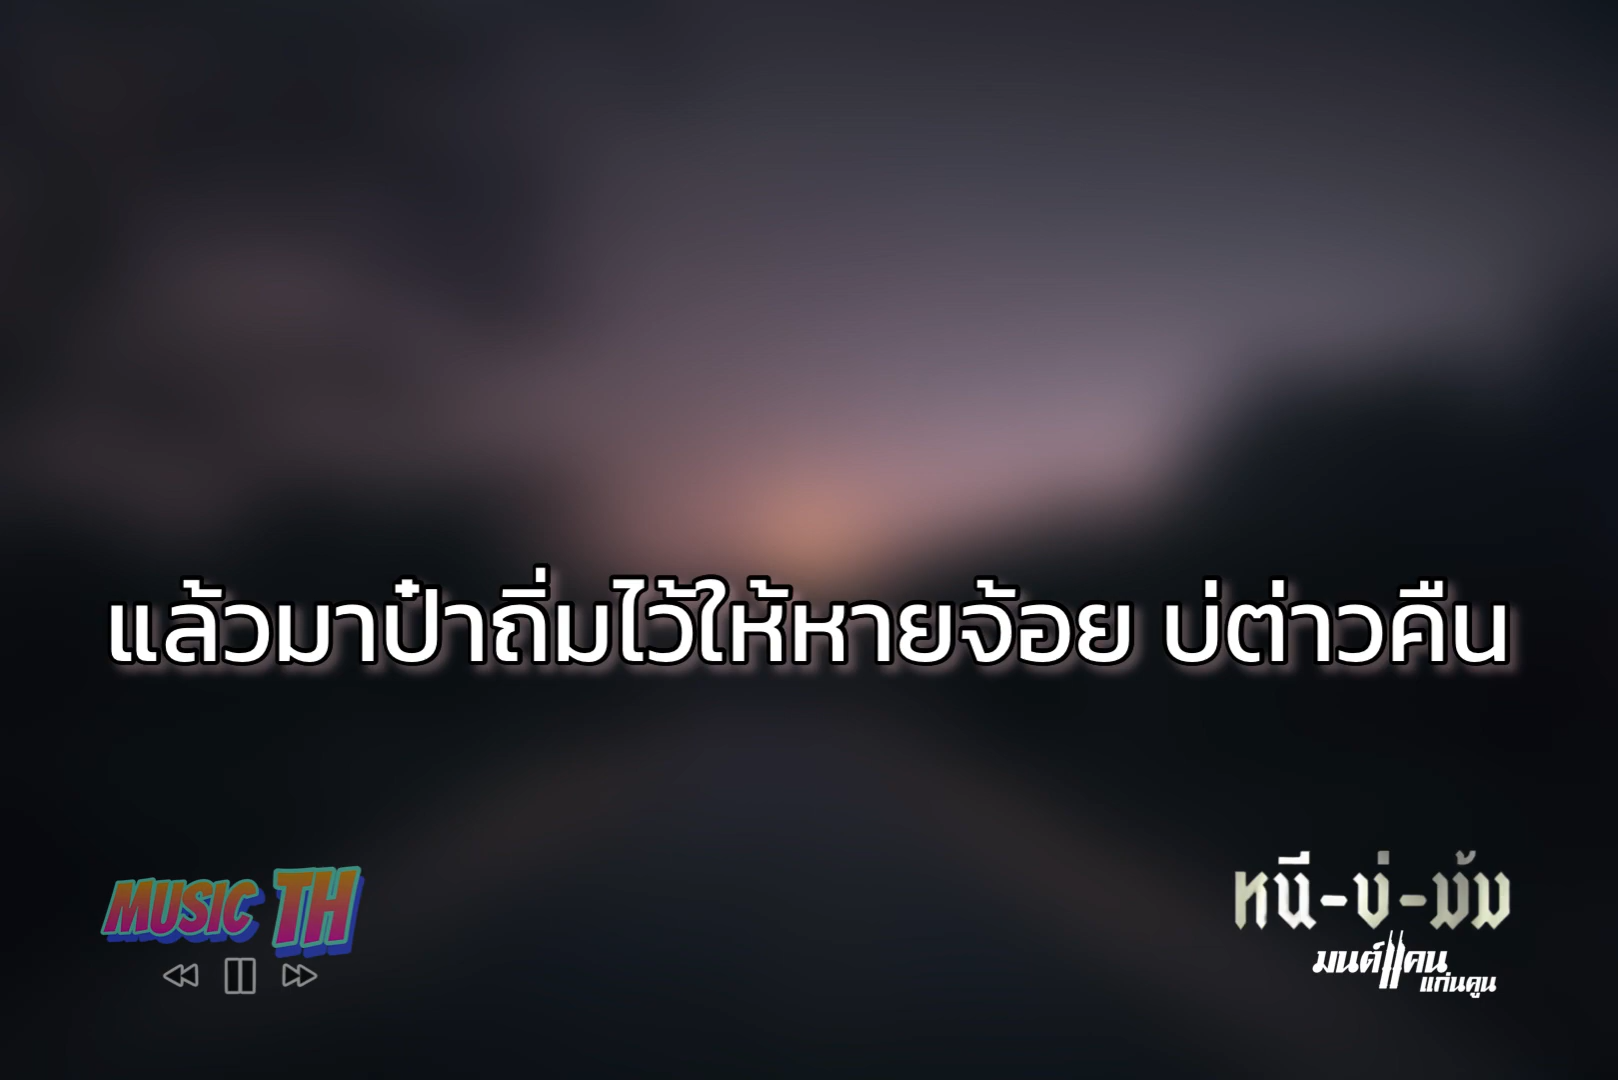 แล้วมาป๋าถิ่มไว้ให้หายจ้อย บ่ต่าวคืน
MUSIC TH
หนี-บ่-ม้ม
มนต์แคน
แก่นคูน